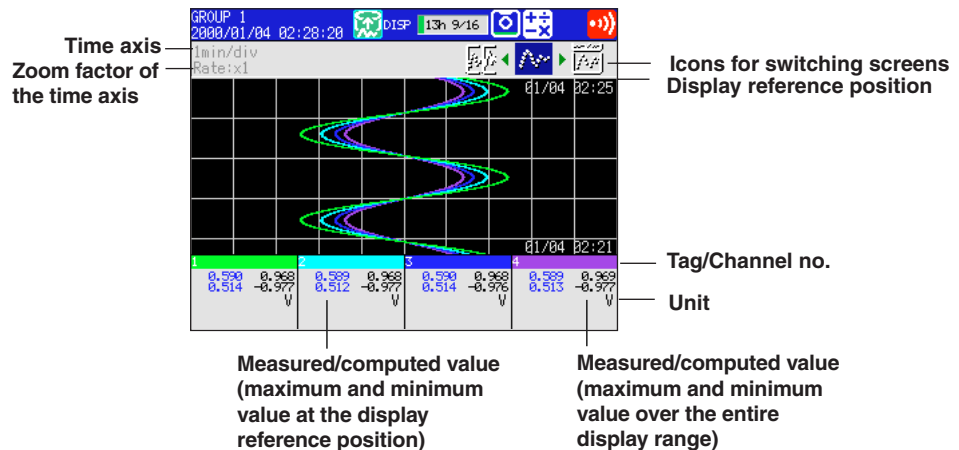 GROUP 1
2000/01/04 02:28:20 DISP 13h 9/16
Time axis
1min/div
Zoom factor of
the time axis
Rate:x1
Icons for switching screens
Display reference position
01/04 02:25
01/04 02:21
1 2 3 4
Tag/Channel no.
0.590 0.968 0.589 0.968 0.590 0.968 0.589 0.969
0.514 -0.977 0.512 -0.977 0.514 -0.976 0.513 -0.977
V V V V
Unit
Measured/computed value
(maximum and minimum
value at the display
reference position)
Measured/computed value
(maximum and minimum
value over the entire
display range)